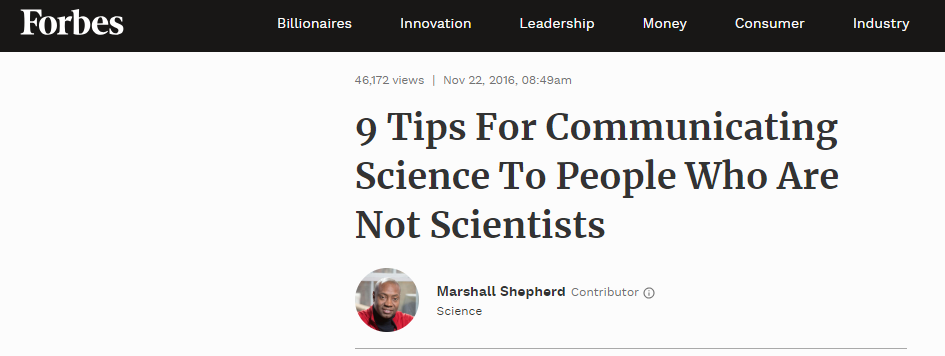 Forbes Billionaires Innovation Leadership Money Consumer Industry
46,172 views | Nov 22, 2016, 08:49am
9 Tips For Communicating
Science To People Who Are
Not Scientists
Marshall Shepherd Contributor
Science